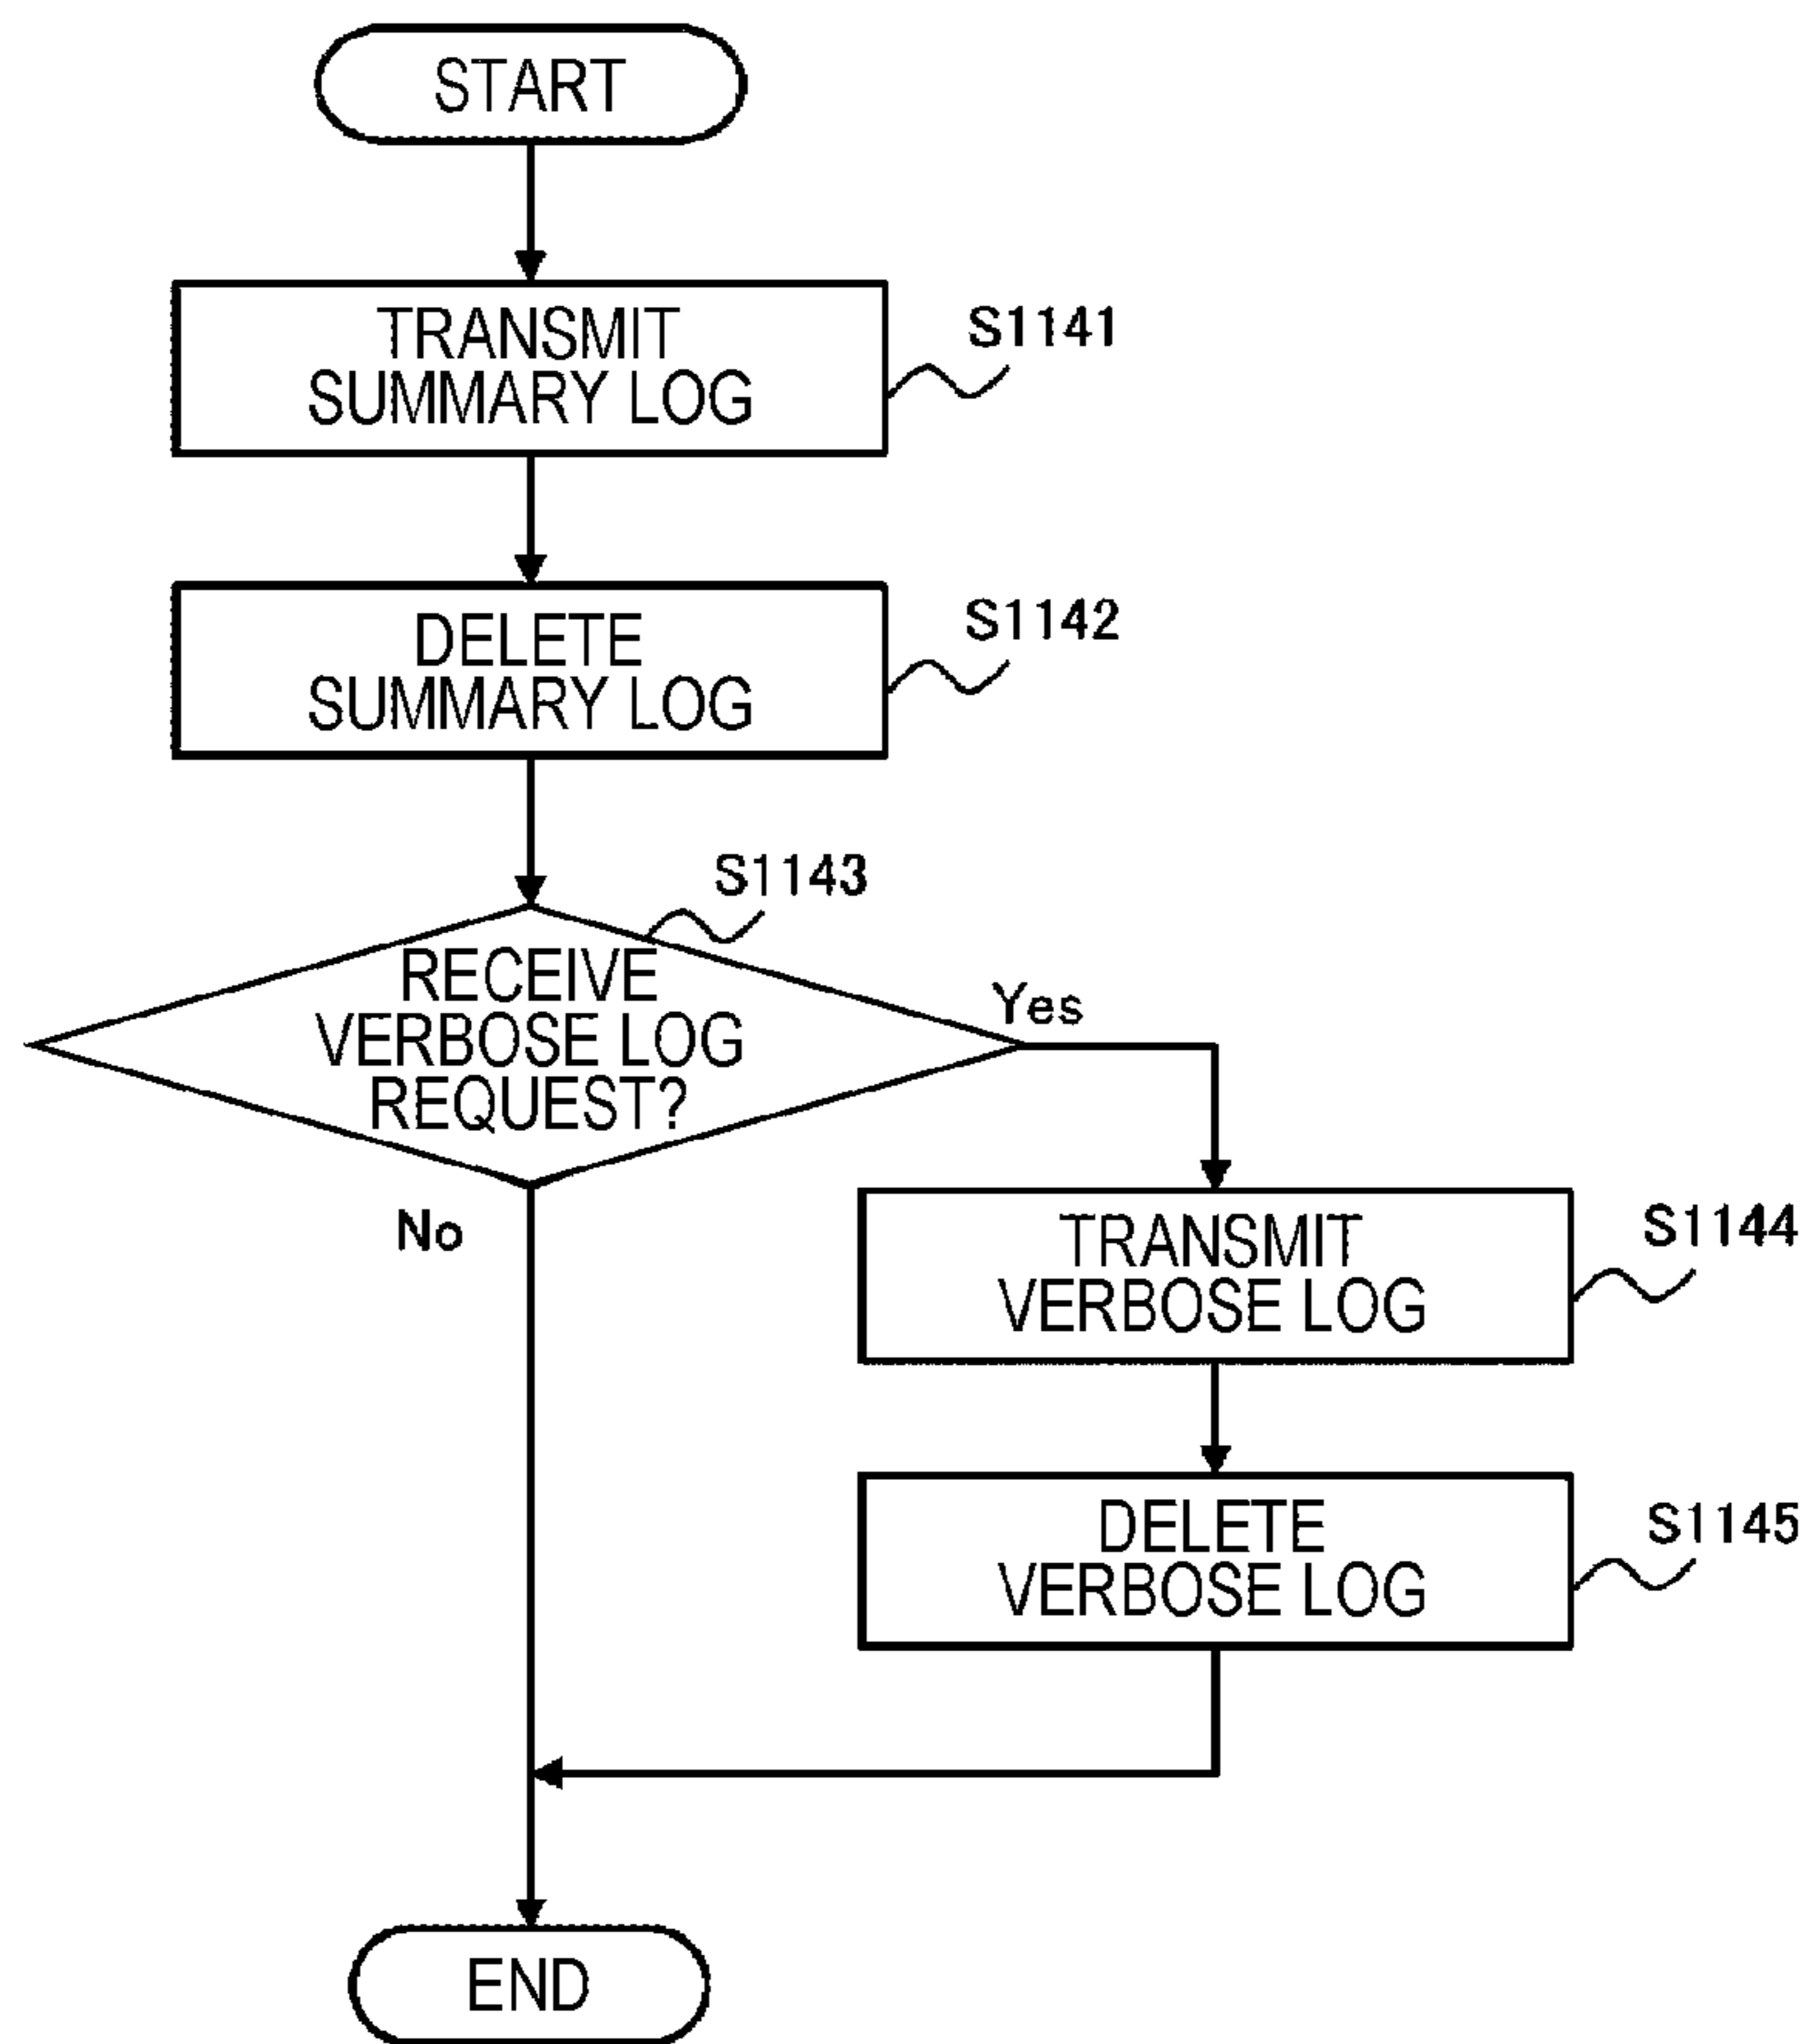 START
TRANSMIT
SUMMARY LOG
S1141
DELETE
SUMMARY LOG
S1142
S1143
RECEIVE
VERBOSE LOG
REQUEST?
Yes
No
TRANSMIT
VERBOSE LOG
S1144
DELETE
VERBOSE LOG
S1145
END